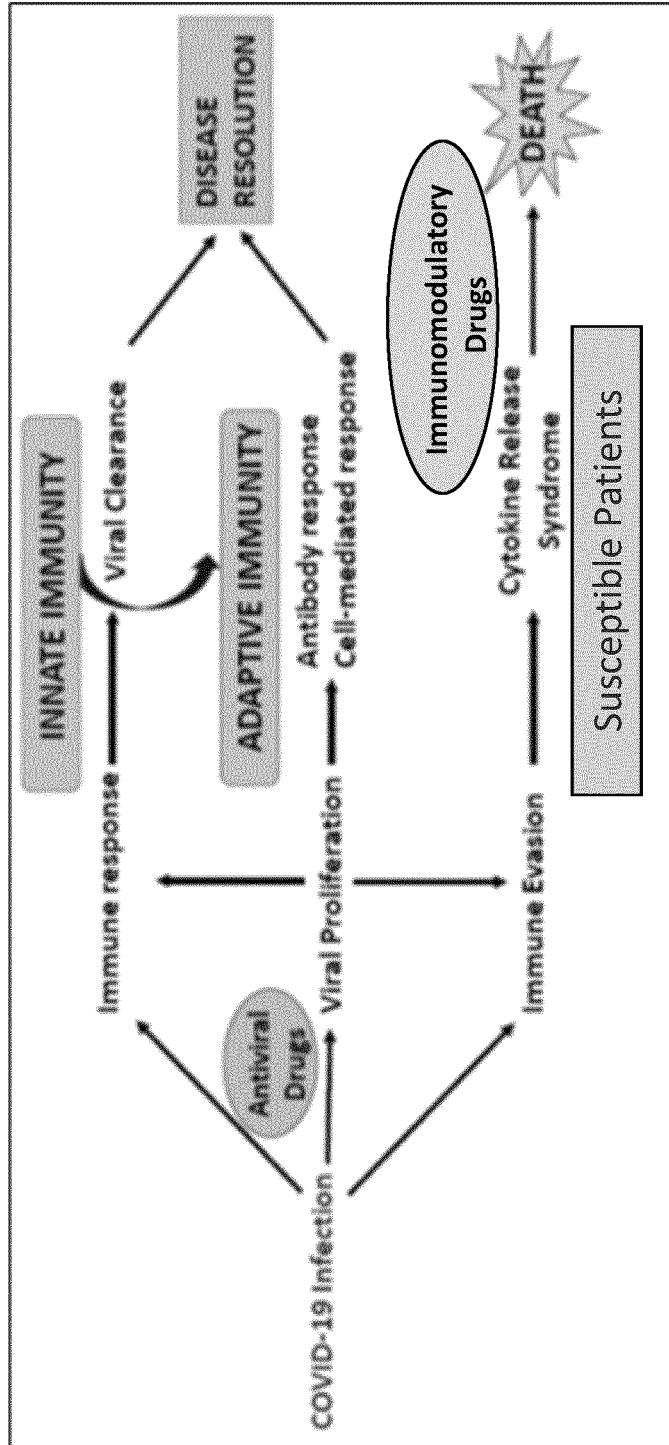 INNATE IMMUNITY
Immune response
Viral Clearance
DISEASE
RESOLUTION
ADAPTIVE IMMUNITY
Antiviral
Drugs
COVID-19 Infection
Viral Proliferation
Antibody response
Cell-mediated response
Immunomodulatory
Drugs
Immune Evasion
Cytokine Release
Syndrome
DEATH
Susceptible Patients